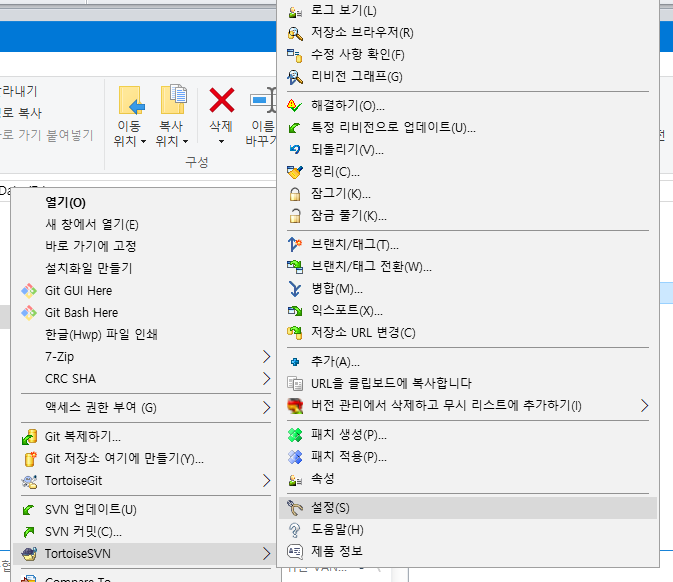 로그 보기(L)
저장소 브라우저(R)
수정 사항 확인(F)
리비전 그래프(G)
해결하기(O)...
특정 리비전으로 업데이트(U)...
되돌리기(V)...
정리(C)...
잠그기(K)...
잠금 풀기(K)...
브랜치/태그(T)...
브랜치/태그 전환(W)...
병합(M)...
익스포트(X)...
저장소 URL 변경(C)
추가(A)...
URL을 클립보드에 복사합니다
버전 관리에서 삭제하고 무시 리스트에 추가하기(I)
패치 생성(P)...
패치 적용(P)...
속성
설정(S)
도움말(H)
제품 정보
라내기
로 복사
로 가기 붙여넣기
이동
위치
복사
위치
삭제
이름
바꾸기
구성
열기(O)
새 창에서 열기(E)
바로 가기에 고정
설치화일 만들기
Git GUI Here
Git Bash Here
한글(Hwp) 파일 인쇄
7-Zip
CRC SHA
액세스 권한 부여 (G)
Git 복제하기...
Git 저장소 여기에 만들기(Y)...
TortoiseGit
SVN 업데이트(U)
SVN 커밋(C)...
TortoiseSVN
Compare To